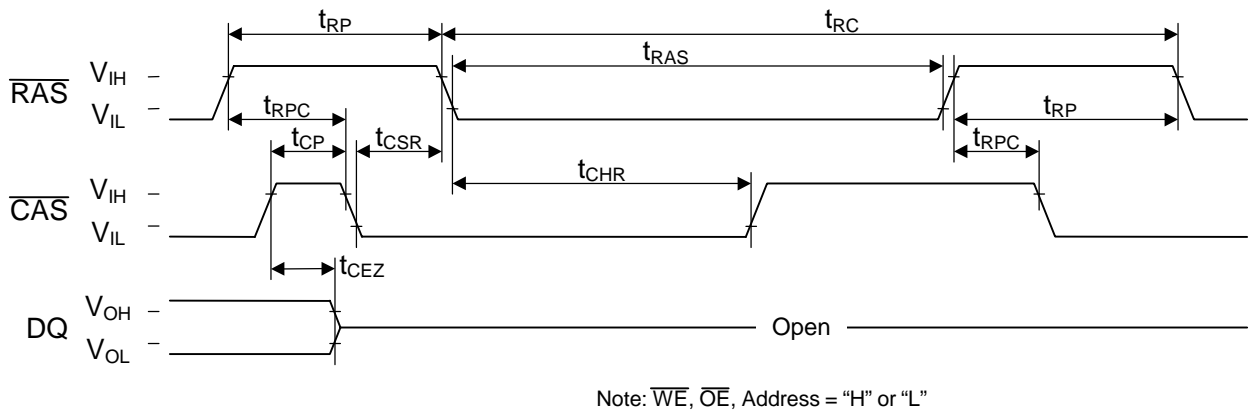 tRP
tRC
tRAS
RAS
VIH
VIL
tRPC
tRP
tCP
tCSR
tRPC
tCHR
CAS
VIH
VIL
tCEZ
DQ
VOH
VOL
Open
Note: WE, OE, Address = “H” or “L”